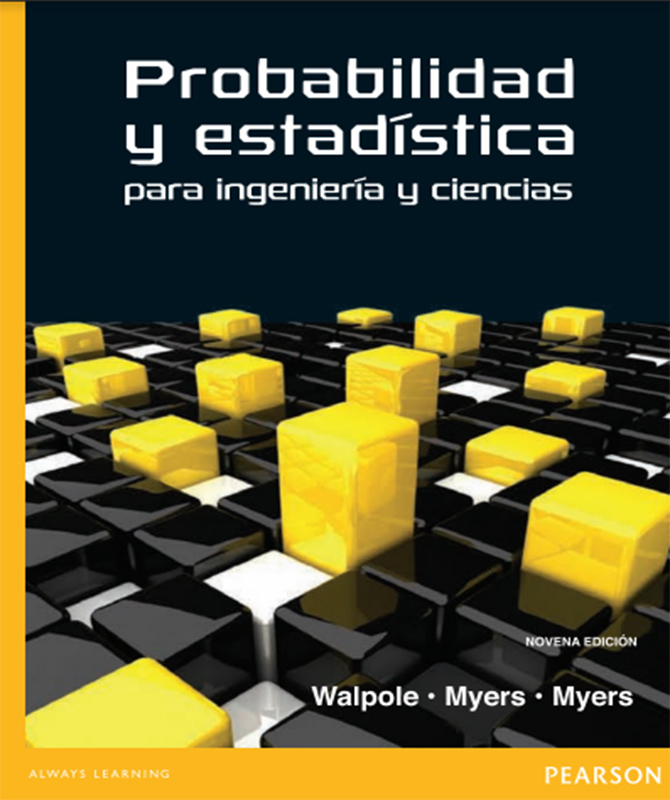 Probabilidad
y estadística
para ingeniería y ciencias
NOVENA EDICIÓN
Walpole • Myers • Myers
ALWAYS LEARNING
PEARSON